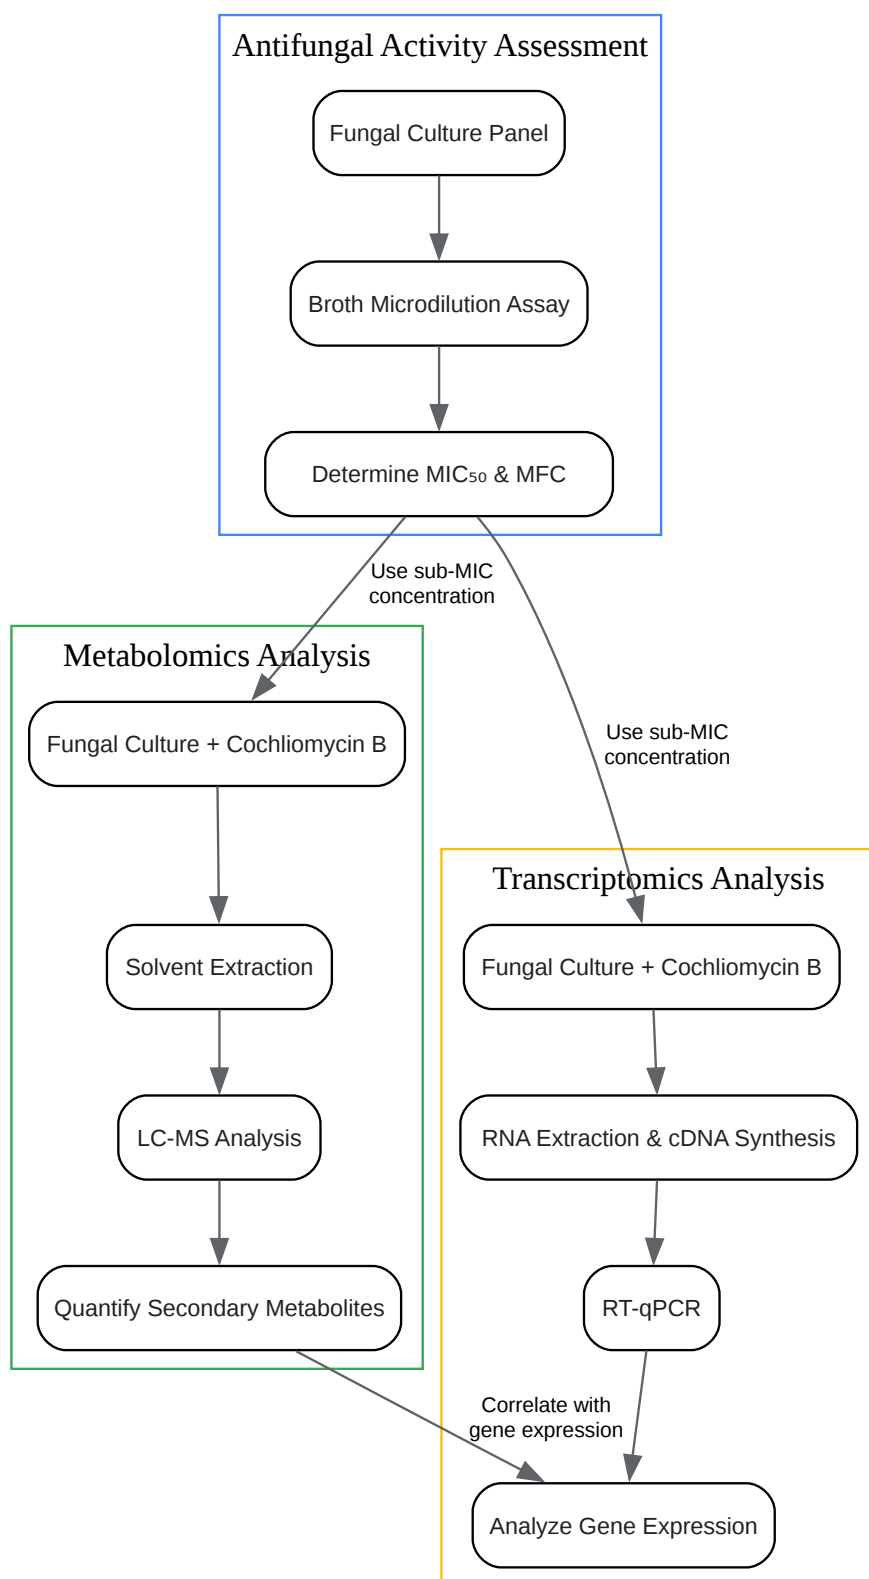 Antifungal Activity Assessment
Fungal Culture Panel
Broth Microdilution Assay
Determine MIC₅₀ & MFC
Use sub-MIC
concentration
Metabolomics Analysis
Fungal Culture + Cochliomycin B
Solvent Extraction
LC-MS Analysis
Quantify Secondary Metabolites
Use sub-MIC
concentration
Transcriptomics Analysis
Fungal Culture + Cochliomycin B
RNA Extraction & cDNA Synthesis
RT-qPCR
Correlate with
gene expression
Analyze Gene Expression